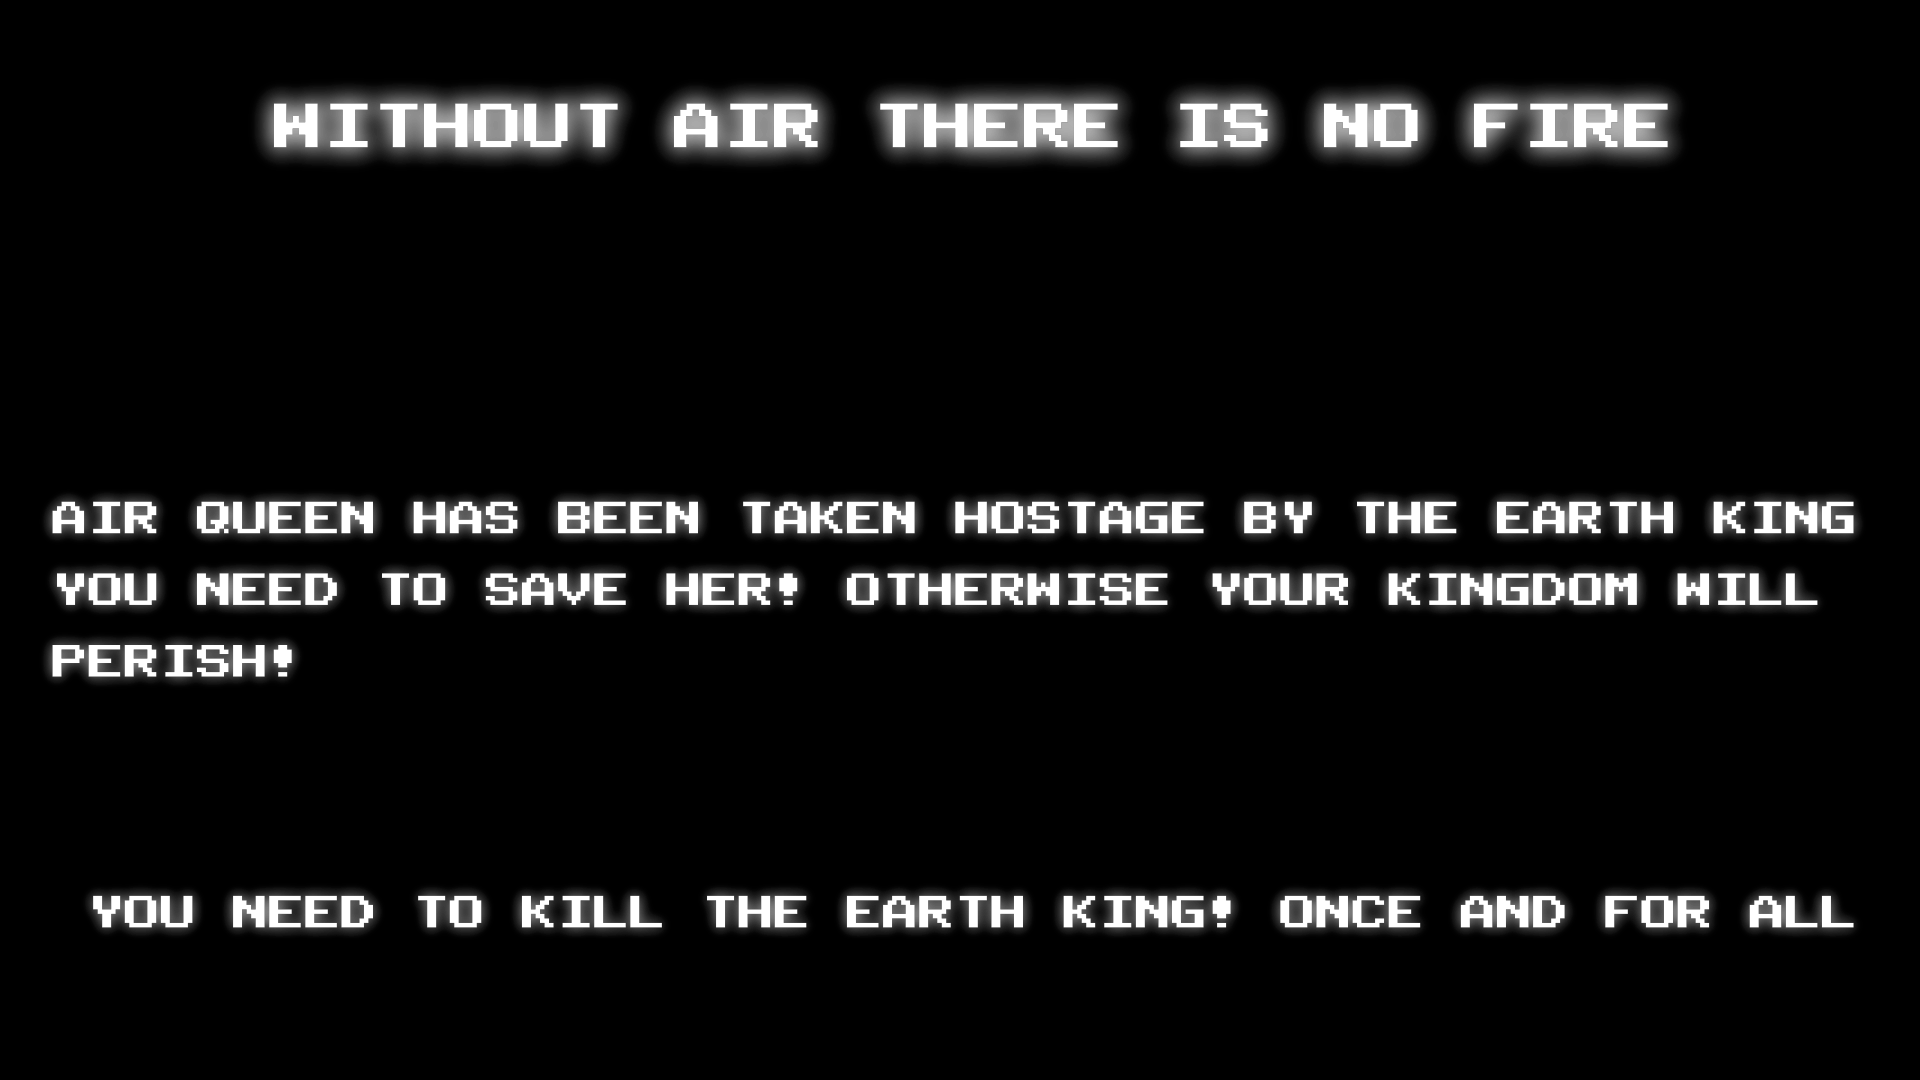 WITHOUT AIR THERE IS NO FIRE
AIR QUEEN HAS BEEN TAKEN HOSTAGE BY THE EARTH KING
YOU NEED TO SAVE HER! OTHERWISE YOUR KINGDOM WILL
PERISH!
YOU NEED TO KILL THE EARTH KING! ONCE AND FOR ALL